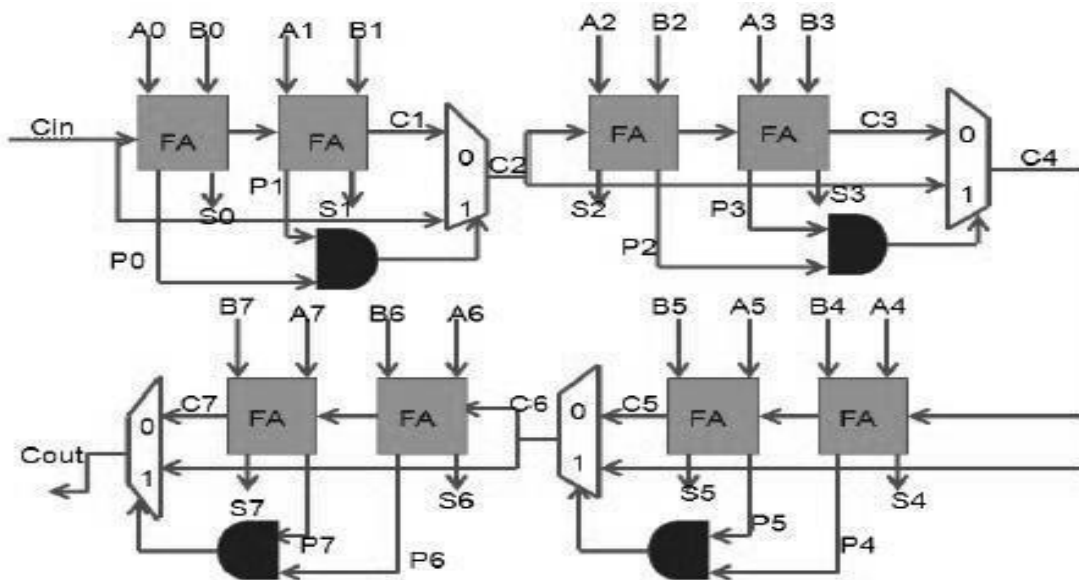 A0 B0 A1 B1 A2 B2 A3 B3
Cin FA FA C1 0 1 C2 FA FA C3 0 1 C4
S0 P1 S1 S2 P3 S3
P0 P2
B7 A7 B6 A6 B5 A5 B4 A4
Cout 0 1 C7 FA FA C6 0 1 C5 FA FA
S7 S6 S5 S4
P7 P6 P5 P4